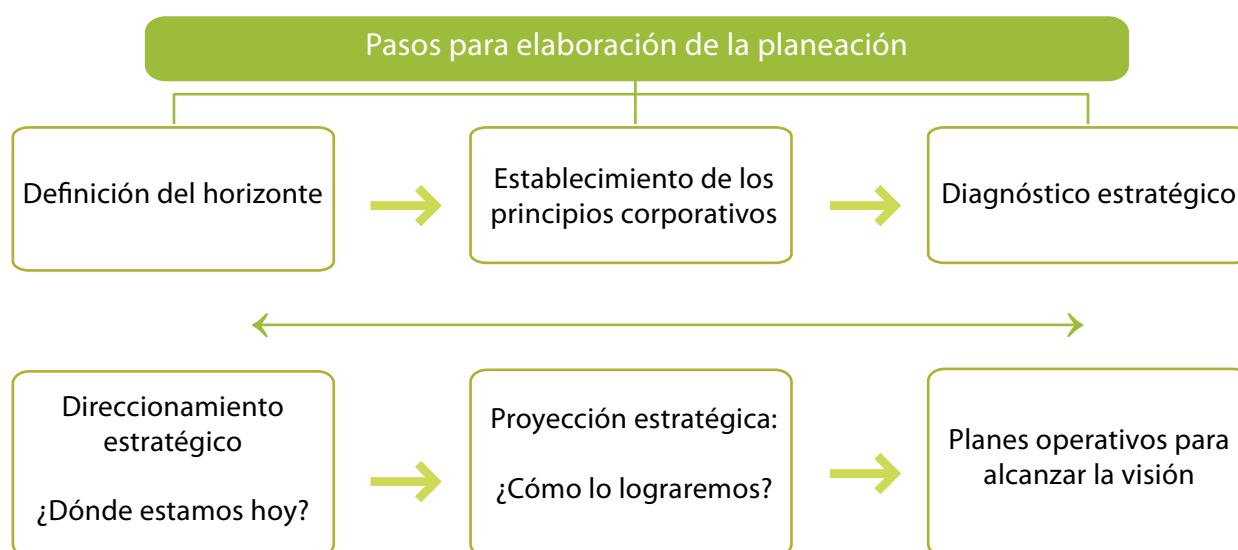 Pasos para elaboración de la planeación
Definición del horizonte
Establecimiento de los
principios corporativos
Diagnóstico estratégico
Direccionamiento
estratégico
¿Dónde estamos hoy?
Proyección estratégica:
¿Cómo lo lograremos?
Planes operativos para
alcanzar la visión